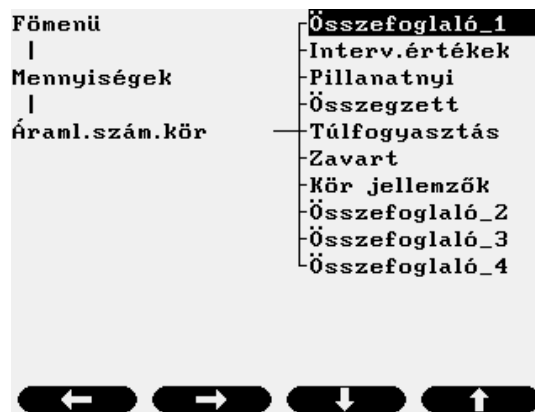 Fömenü
Mennyiségek
Áraml.szám.kör
Összefoglaló_1
Interv.értékek
Pillanatnyi
Összegzett
Túlfogyasztás
Zavart
Kör jellemzők
Összefoglaló_2
Összefoglaló_3
Összefoglaló_4